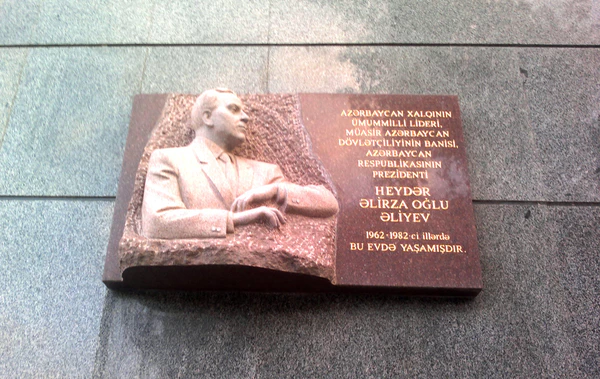 AZƏRBAYCAN XALQININ
ÜMUMMİLLİ LİDERİ,
MÜASİR AZƏRBAYCAN
DÖVLƏTÇİLİYİNİN BANİSİ,
AZƏRBAYCAN
RESPUBLİKASININ
PREZİDENTİ
HEYDƏR
ƏLİRZA OĞLU
ƏLİYEV
1962-1982-ci illərdə
BU EVDƏ YAŞAMIŞDIR.